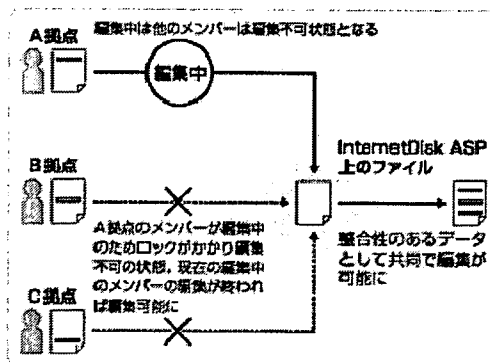 編集中は他のメンバーは編集不可状態となる
A拠点
編集中
InternetDisk ASP
上のファイル
B拠点
A拠点のメンバーが編集中
のためロックがかかり編集
不可の状態，現在の編集中
のメンバーの編集が終われ
ば編集可能に
整合性のあるデータ
として共同で編集が
可能に
C拠点